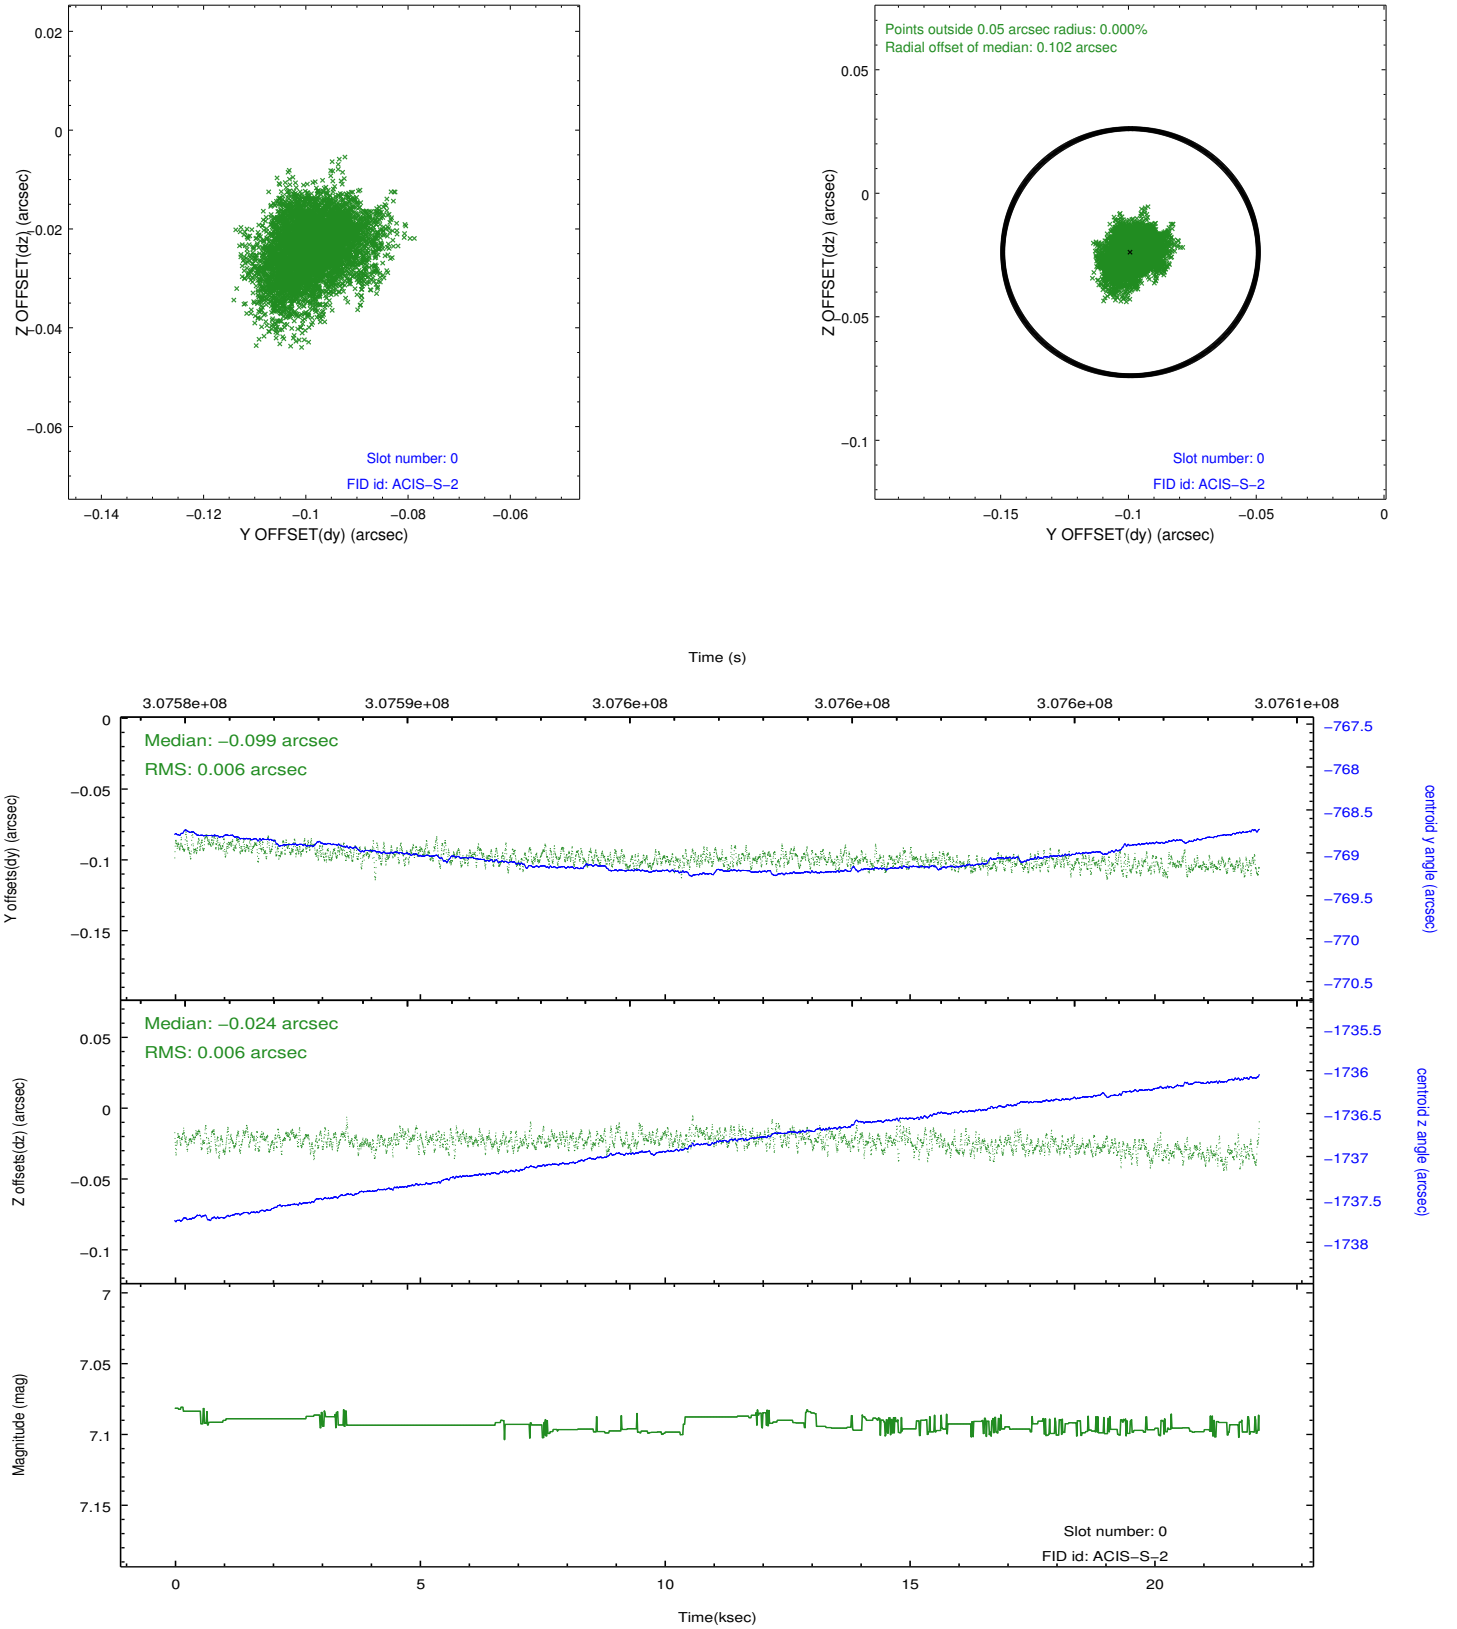 0.02
0
−0.02
−0.04
−0.06
Z OFFSET(dz) (arcsec)
−0.14 −0.12 −0.1 −0.08 −0.06
Y OFFSET(dy) (arcsec)
Slot number: 0
FID id: ACIS−S−2
Points outside 0.05 arcsec radius: 0.000%
Radial offset of median: 0.102 arcsec
0.05
0
−0.05
−0.1
Z OFFSET(dz) (arcsec)
−0.15 −0.1 −0.05 0
Y OFFSET(dy) (arcsec)
Slot number: 0
FID id: ACIS−S−2
Time (s)
3.0758e+08 3.0759e+08 3.076e+08 3.076e+08 3.076e+08 3.0761e+08
Median: −0.099 arcsec
RMS: 0.006 arcsec
0
−0.05
−0.1
−0.15
Y offsets(dy) (arcsec)
−767.5
−768
−768.5
−769
−769.5
−770
−770.5
centroid y angle (arcsec)
Median: −0.024 arcsec
RMS: 0.006 arcsec
0.05
0
−0.05
−0.1
Z offsets(dz) (arcsec)
−1735.5
−1736
−1736.5
−1737
−1737.5
−1738
centroid z angle (arcsec)
7
7.05
7.1
7.15
Magnitude (mag)
Slot number: 0
FID id: ACIS−S−2
0 5 10 15 20
Time(ksec)